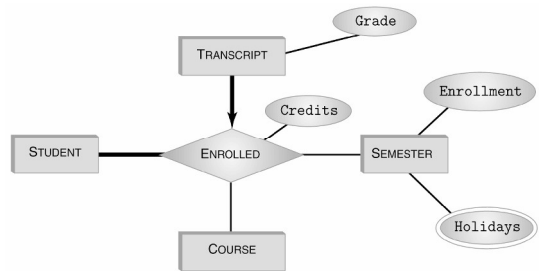 Grade
TRANSCRIPT
Enrollment
Credits
STUDENT
ENROLLED
SEMESTER
Holidays
COURSE